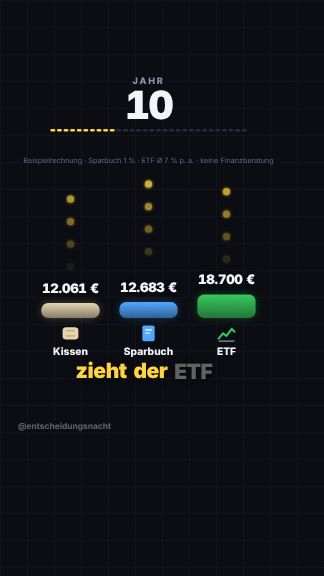 JAHR
10
Beispielrechnung · Sparbuch 1 % · ETF Ø 7 % p. a. · keine Finanzberatung
12.061 € 12.683 € 18.700 €
Kissen Sparbuch ETF
zieht der ETF
@entscheidungsnacht